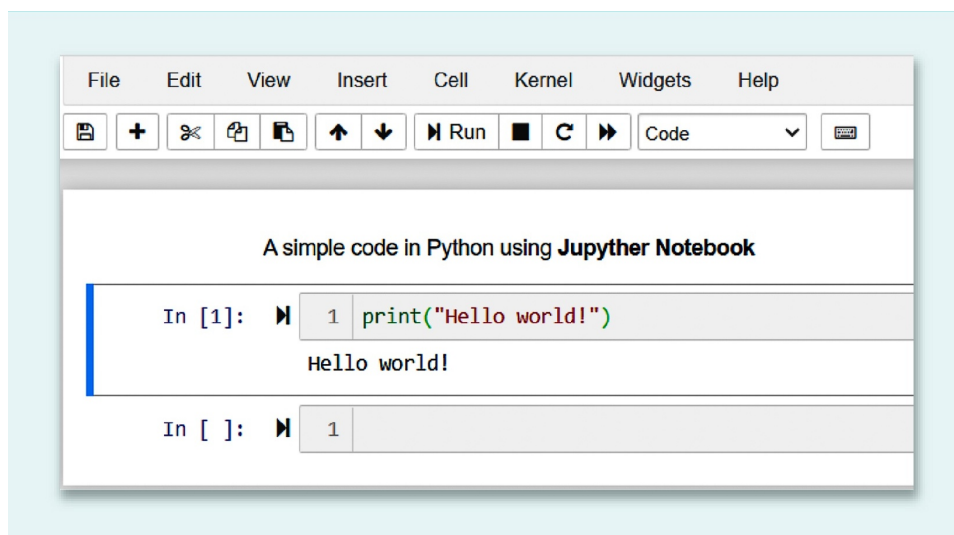 File Edit View Insert Cell Kernel Widgets Help
Run Code
A simple code in Python using Jupyther Notebook
In [1]: 1 print("Hello world!")
Hello world!
In [ ]: 1